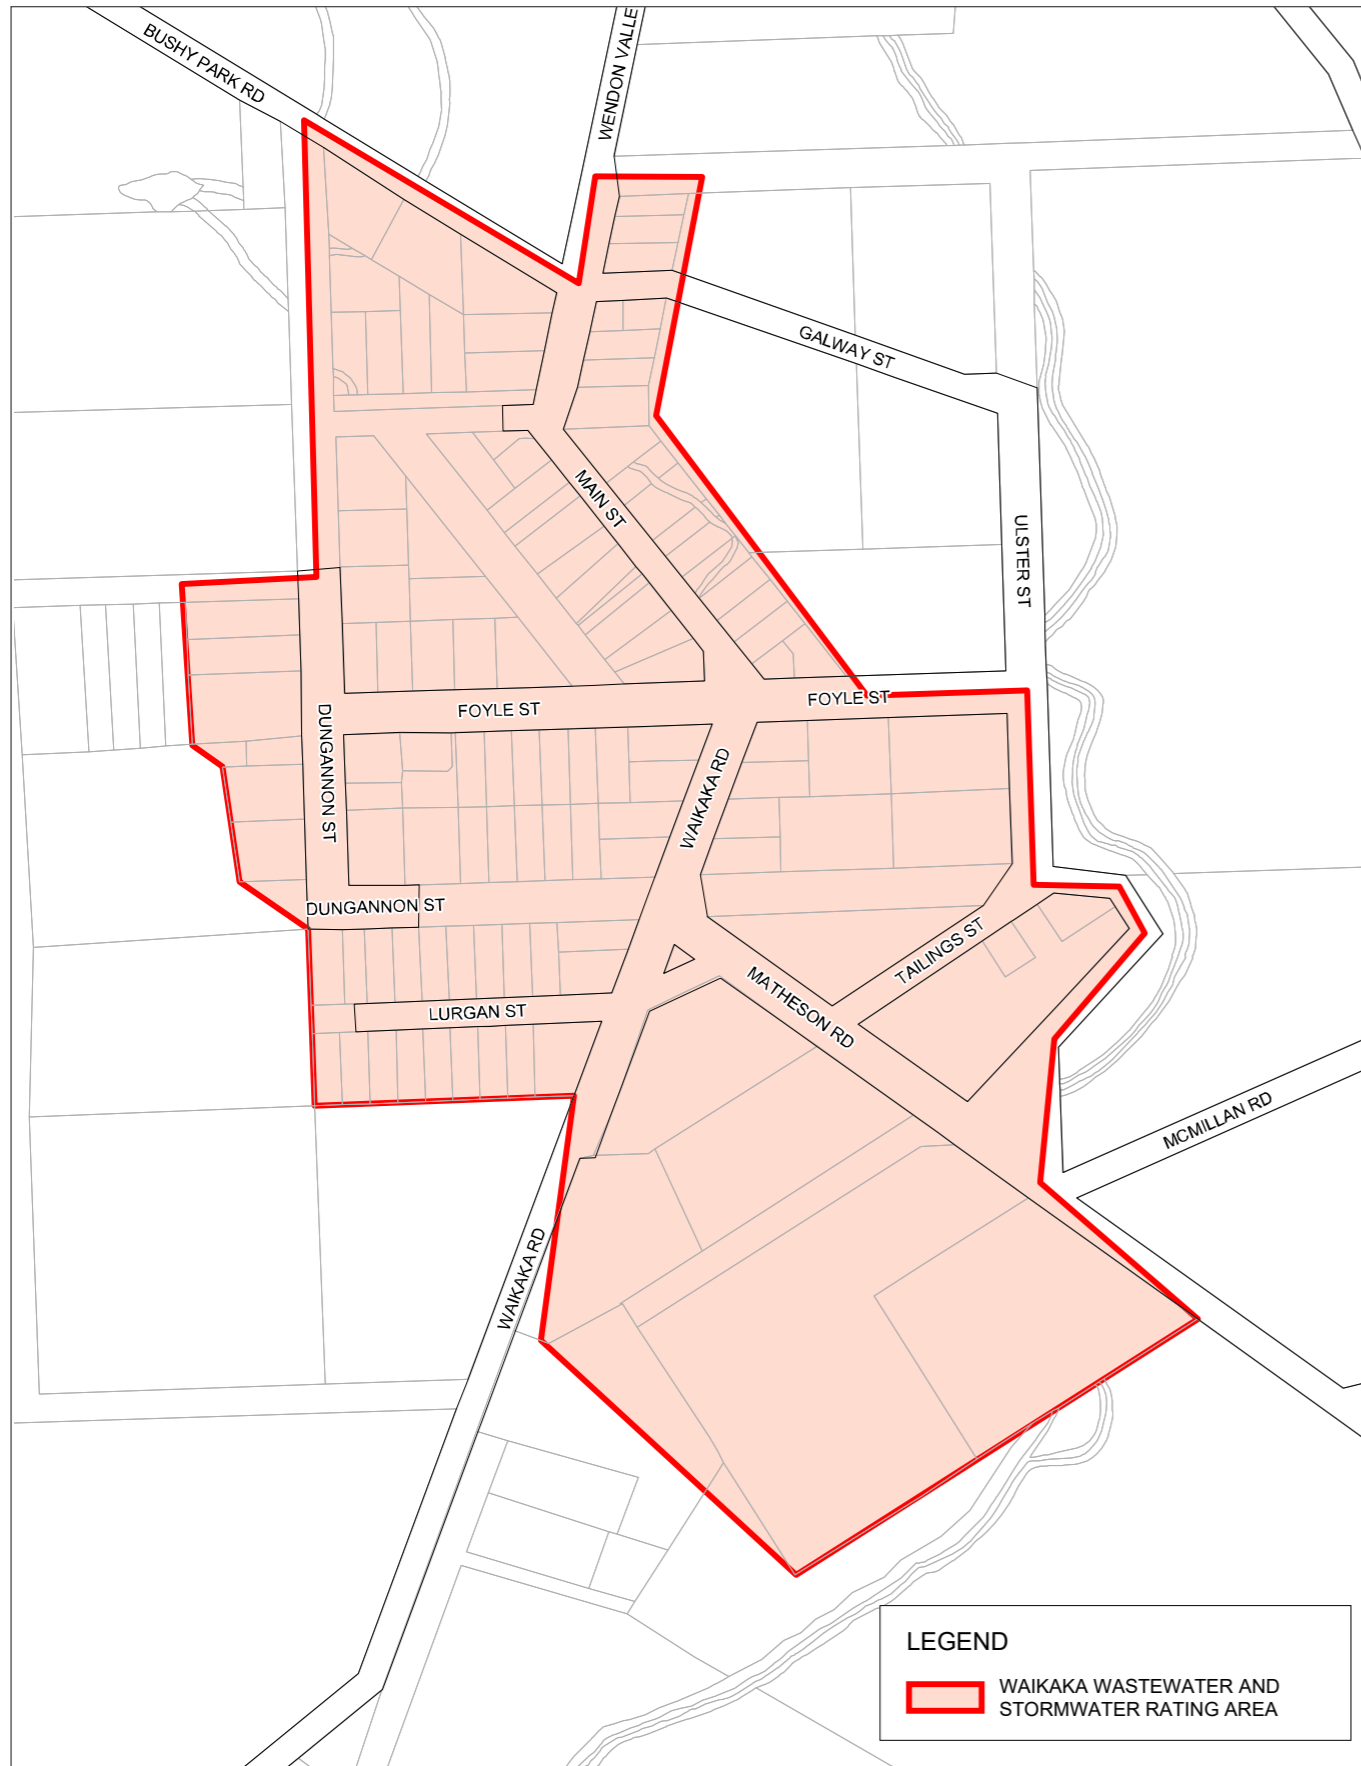 BUSHY PARK RD
WENDON VALLE
GALWAY ST
MAIN ST
ULSTER ST
FOYLE ST
FOYLE ST
DUNGANNON ST
WAIKAKA RD
DUNGANNON ST
TAILINGS ST
MATHESON RD
LURGAN ST
MCMILLAN RD
WAIKAKA RD
LEGEND
WAIKAKA WASTEWATER AND
STORMWATER RATING AREA